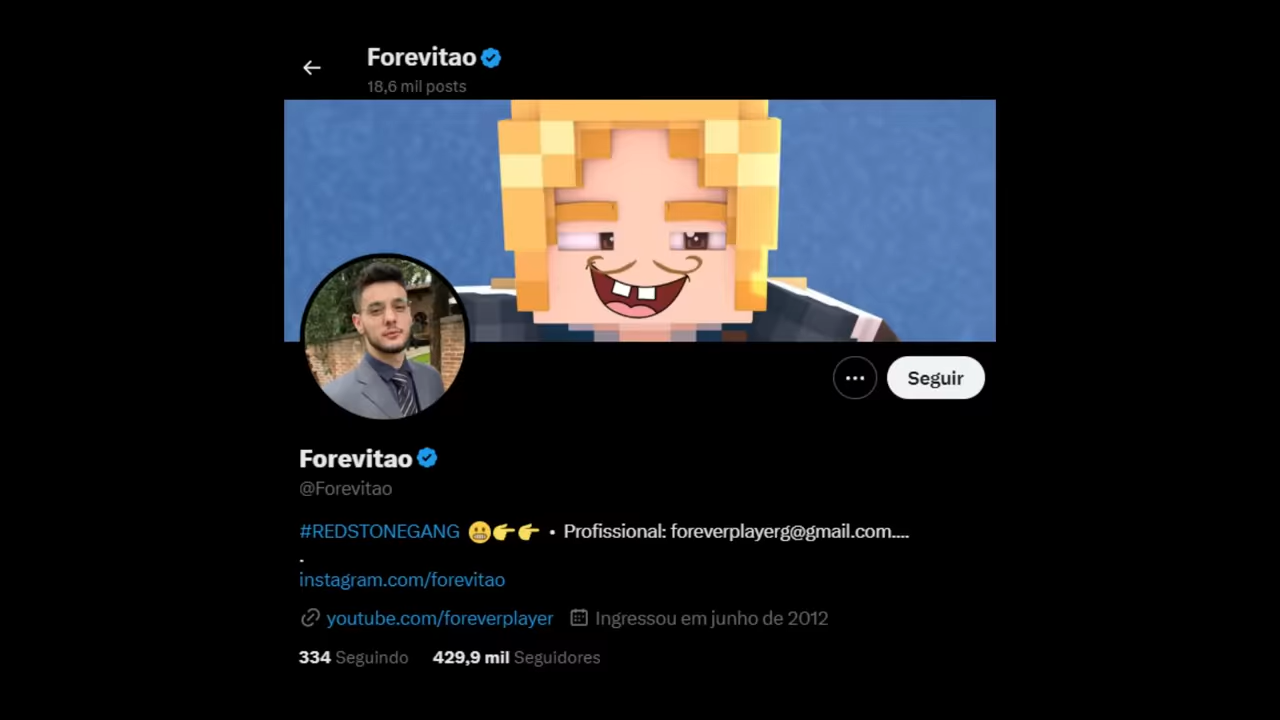 Forevitao
18,6 mil posts
Seguir
Forevitao
@Forevitao
#REDSTONEGANG 😬👉👉 • Profissional: foreverplayerg@gmail.com....
.
instagram.com/forevitao
youtube.com/foreverplayer Ingressou em junho de 2012
334 Seguindo 429,9 mil Seguidores